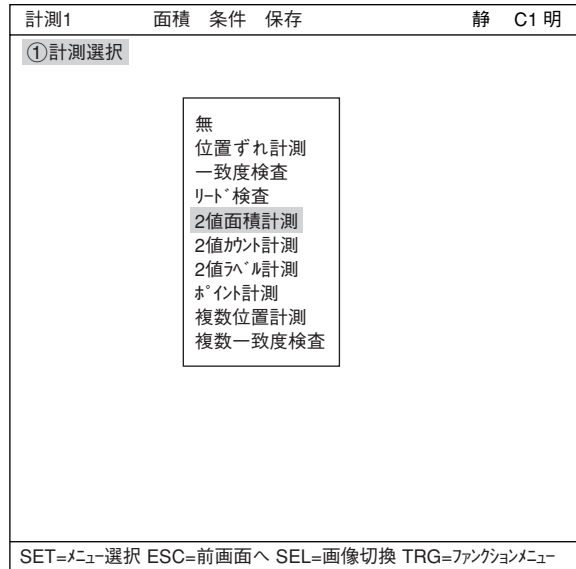 計測1 面積 条件 保存 静 C1 明
①計測選択
無
位置ずれ計測
一致度検査
ﾘｰﾄﾞ検査
2値面積計測
2値ｶｳﾝﾄ計測
2値ﾗﾍﾞﾙ計測
ﾎﾟｲﾝﾄ計測
複数位置計測
複数一致度検査
SET=ﾒﾆｭｰ選択 ESC=前画面へ SEL=画像切換 TRG=ﾌｧﾝｸｼｮﾝﾒﾆｭｰ